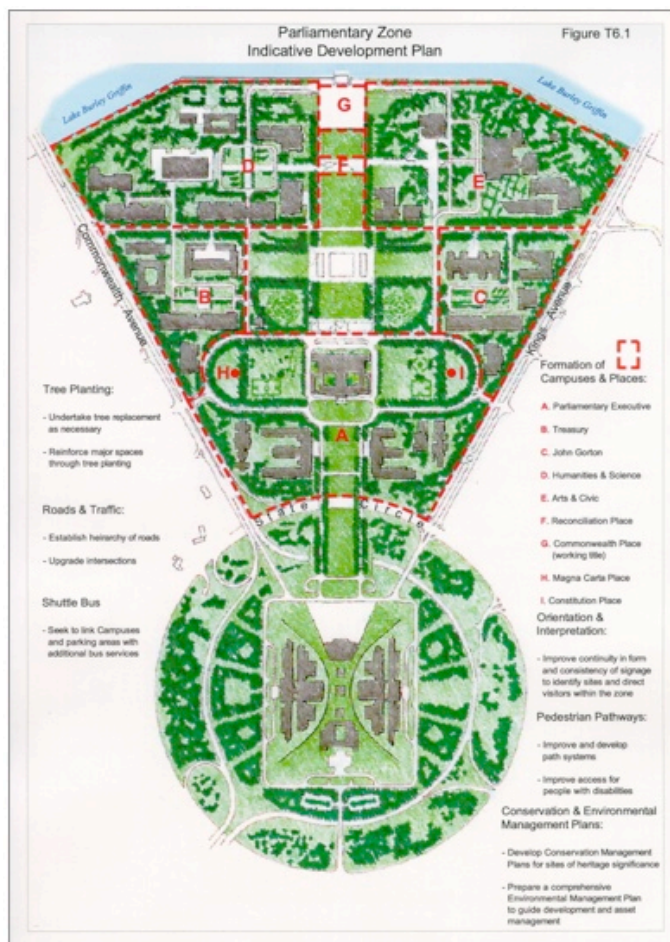 Parliamentary Zone
Indicative Development Plan
Figure T6.1
Lake Burley Griffin
Lake Burley Griffin
G
D
F
E
Commonwealth Avenue
Kings Avenue
B
C
H
I
A
State Circle
Tree Planting:
- Undertake tree replacement
as necessary
- Reinforce major spaces
through tree planting
Roads & Traffic:
- Establish heirarchy of roads
- Upgrade intersections
Shuttle Bus
- Seek to link Campuses
and parking areas with
additional bus services
Formation of
Campuses & Places:
A. Parliamentary Executive
B. Treasury
C. John Gorton
D. Humanities & Science
E. Arts & Civic
F. Reconciliation Place
G. Commonwealth Place
(working title)
H. Magna Carta Place
I. Constitution Place
Orientation &
Interpretation:
- Improve continuity in form
and consistency of signage
to identify sites and direct
visitors within the zone
Pedestrian Pathways:
- Improve and develop
path systems
- Improve access for
people with disabilities
Conservation & Environmental
Management Plans:
- Develop Conservation Management
Plans for sites of heritage significance
- Prepare a comprehensive
Environmental Management Plan
to guide development and asset
management